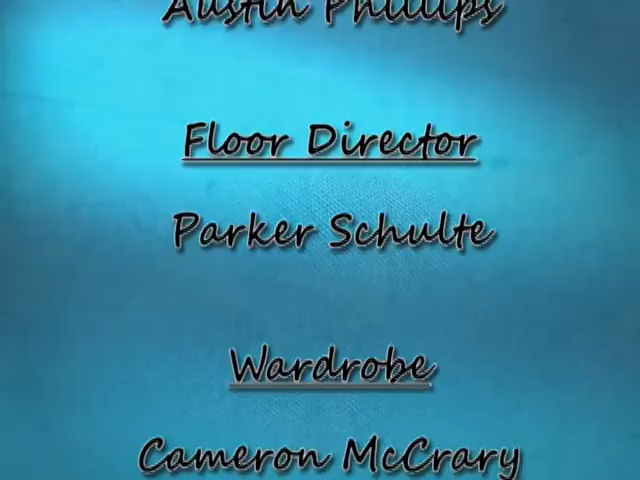 Austin Phillips
Floor Director
Parker Schulte
Wardrobe
Cameron McCrary